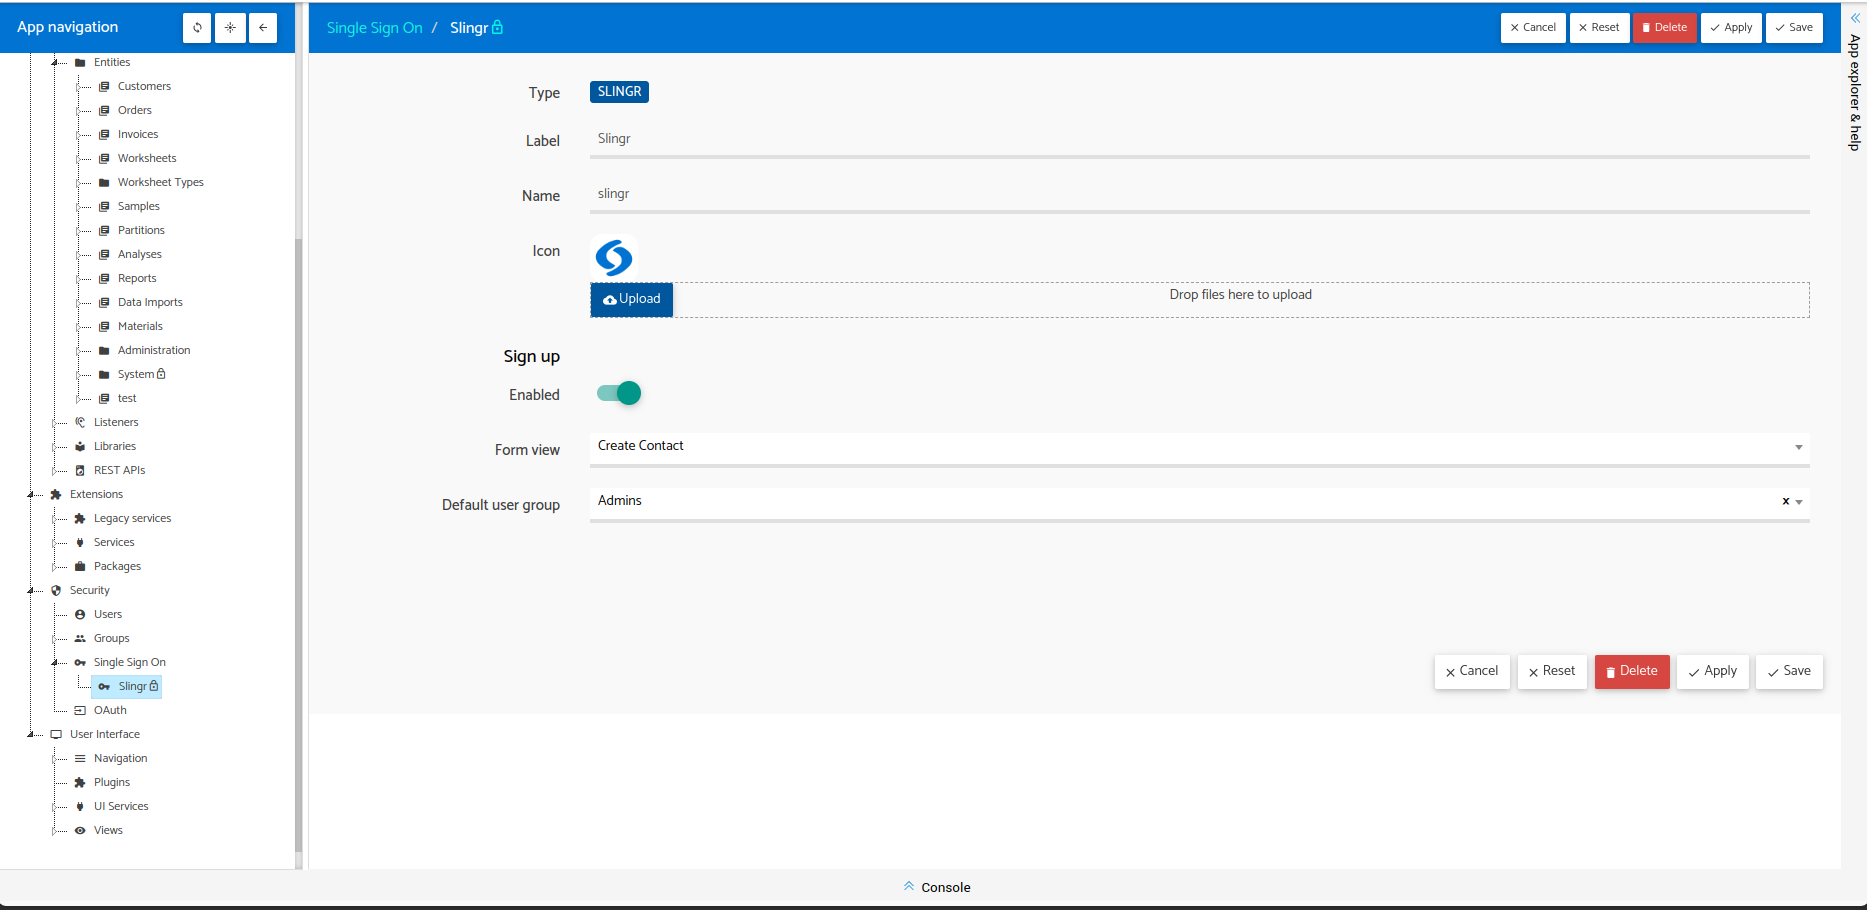 App navigation
Entities
Customers
Orders
Invoices
Worksheets
Worksheet Types
Samples
Partitions
Analyses
Reports
Data Imports
Materials
Administration
System
test
Listeners
Libraries
REST APIs
Extensions
Legacy services
Services
Packages
Security
Users
Groups
Single Sign On
Slingr
OAuth
User Interface
Navigation
Plugins
UI Services
Views
Single Sign On / Slingr
Cancel Reset Delete Apply Save
Type SLINGR
Label Slingr
Name slingr
Icon
Upload Drop files here to upload
Sign up
Enabled
Form view Create Contact
Default user group Admins x
Cancel Reset Delete Apply Save
App explorer & help
Console